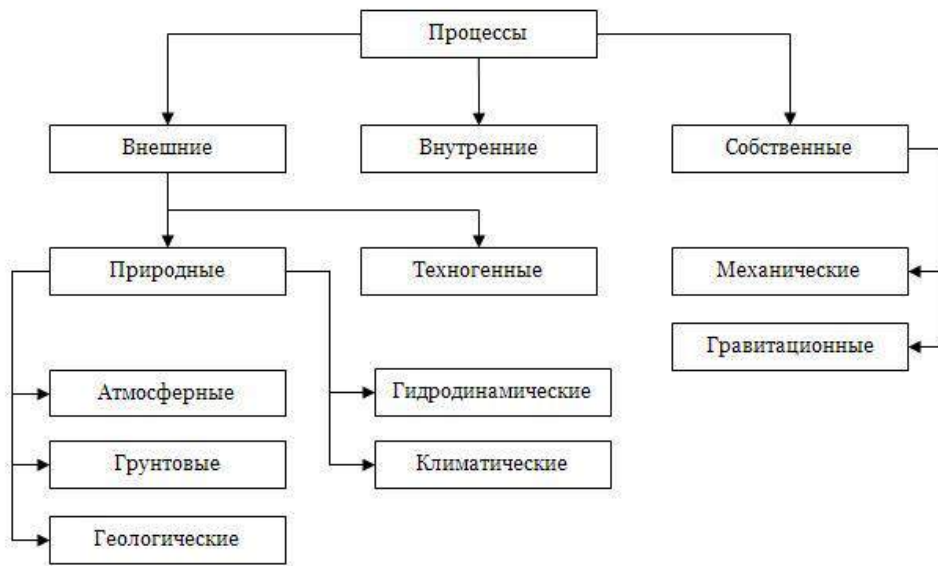 Процессы
Внешние
Внутренние
Собственные
Природные
Техногенные
Механические
Гравитационные
Атмосферные
Гидродинамические
Грунтовые
Климатические
Геологические